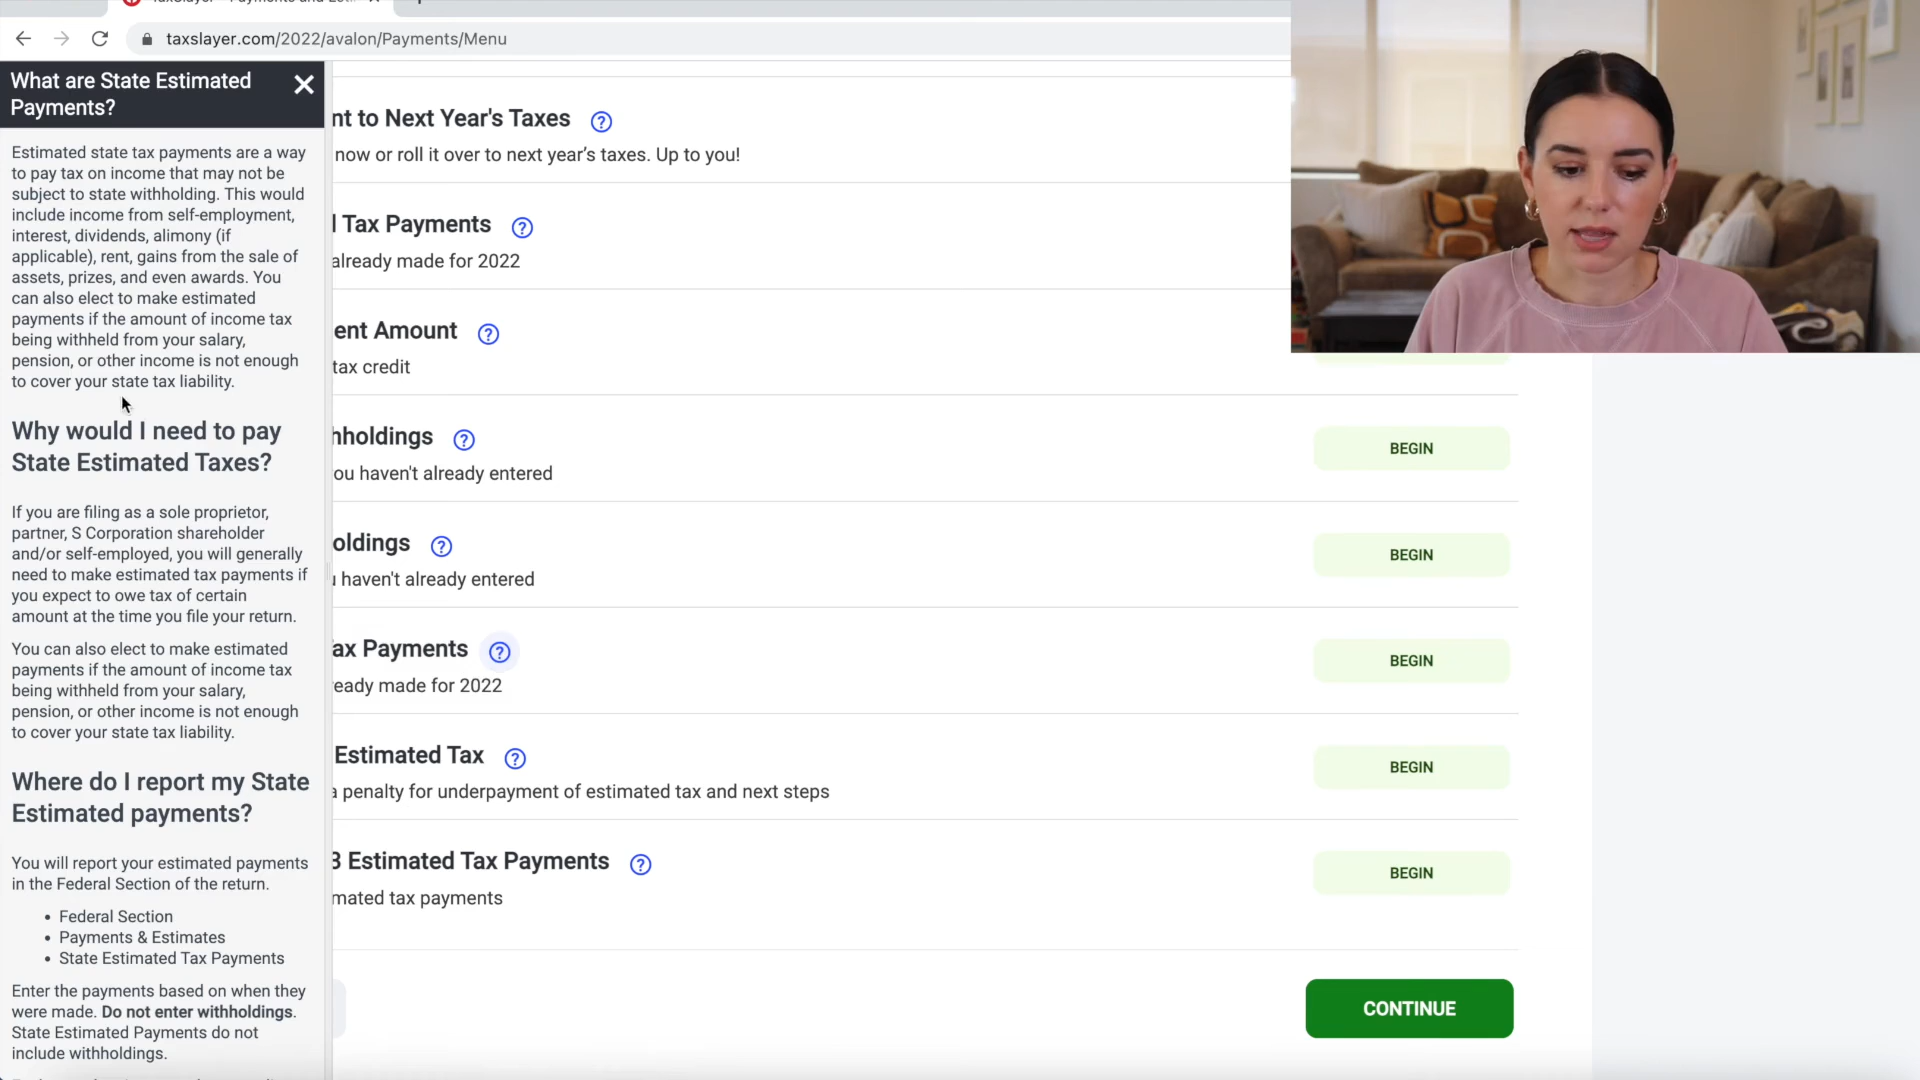 taxslayer.com/2022/avalon/Payments/Menu
What are State Estimated
Payments?
Estimated state tax payments are a way
to pay tax on income that may not be
subject to state withholding. This would
include income from self-employment,
interest, dividends, alimony (if
applicable), rent, gains from the sale of
assets, prizes, and even awards. You
can also elect to make estimated
payments if the amount of income tax
being withheld from your salary,
pension, or other income is not enough
to cover your state tax liability.
Why would I need to pay
State Estimated Taxes?
If you are filing as a sole proprietor,
partner, S Corporation shareholder
and/or self-employed, you will generally
need to make estimated tax payments if
you expect to owe tax of certain
amount at the time you file your return.
You can also elect to make estimated
payments if the amount of income tax
being withheld from your salary,
pension, or other income is not enough
to cover your state tax liability.
Where do I report my State
Estimated payments?
You will report your estimated payments
in the Federal Section of the return.
• Federal Section
• Payments & Estimates
• State Estimated Tax Payments
Enter the payments based on when they
were made. Do not enter withholdings.
State Estimated Payments do not
include withholdings.
nt to Next Year's Taxes
now or roll it over to next year's taxes. Up to you!
Tax Payments
already made for 2022
ent Amount
tax credit
hholdings
ou haven't already entered
BEGIN
oldings
haven't already entered
BEGIN
ax Payments
eady made for 2022
BEGIN
Estimated Tax
a penalty for underpayment of estimated tax and next steps
BEGIN
3 Estimated Tax Payments
mated tax payments
BEGIN
CONTINUE